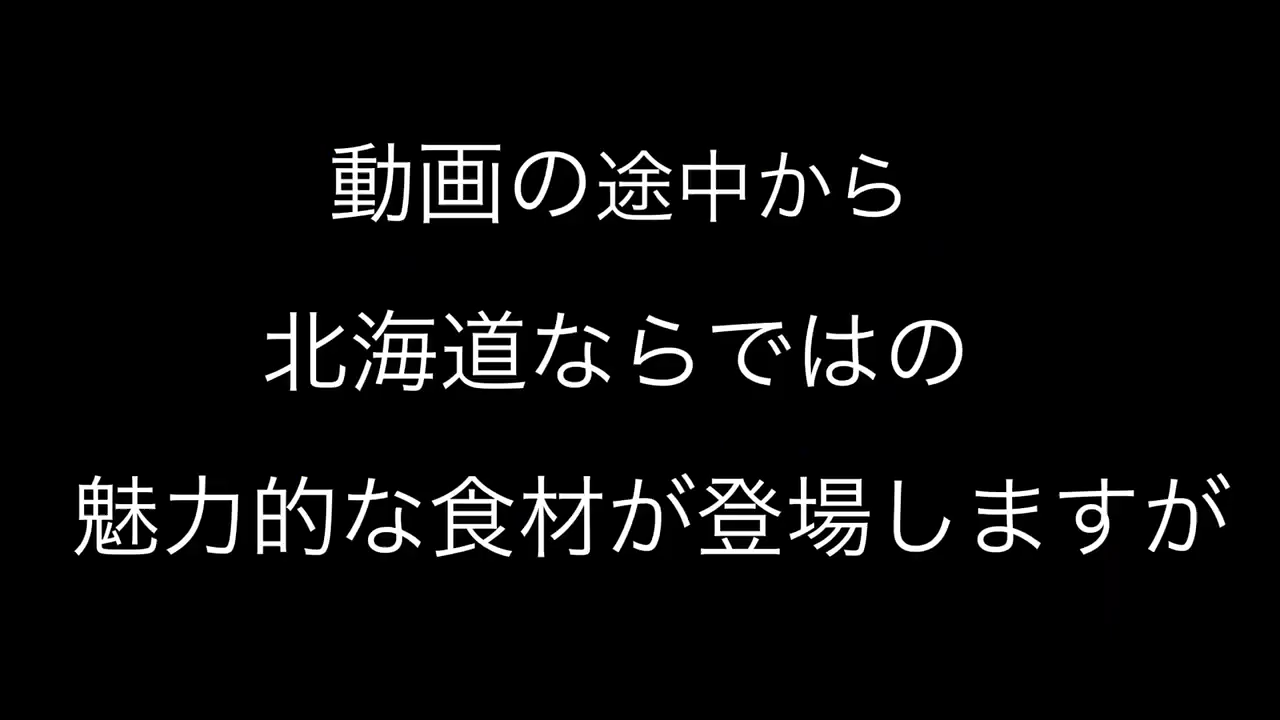 動画の途中から
北海道ならではの
魅力的な食材が登場しますが